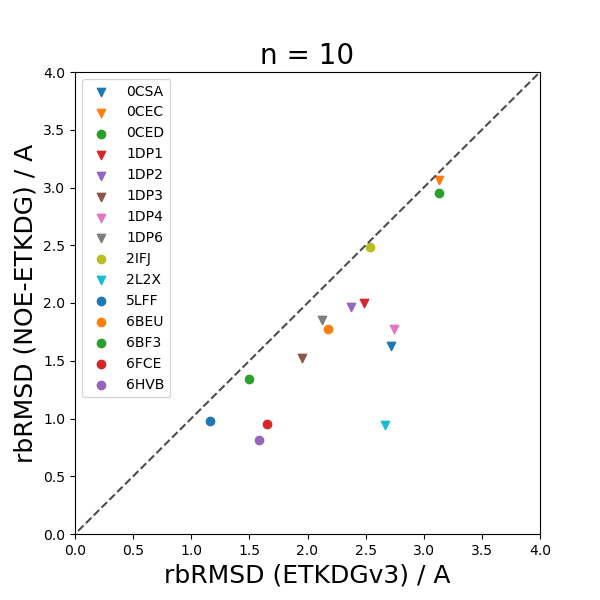 n = 10
rbRMSD (NOE-ETKDG) / A
4.0
3.5
3.0
2.5
2.0
1.5
1.0
0.5
0.0
0CSA
0CEC
0CED
1DP1
1DP2
1DP3
1DP4
1DP6
2IFJ
2L2X
5LFF
6BEU
6BF3
6FCE
6HVB
0.0 0.5 1.0 1.5 2.0 2.5 3.0 3.5 4.0
rbRMSD (ETKDGv3) / A